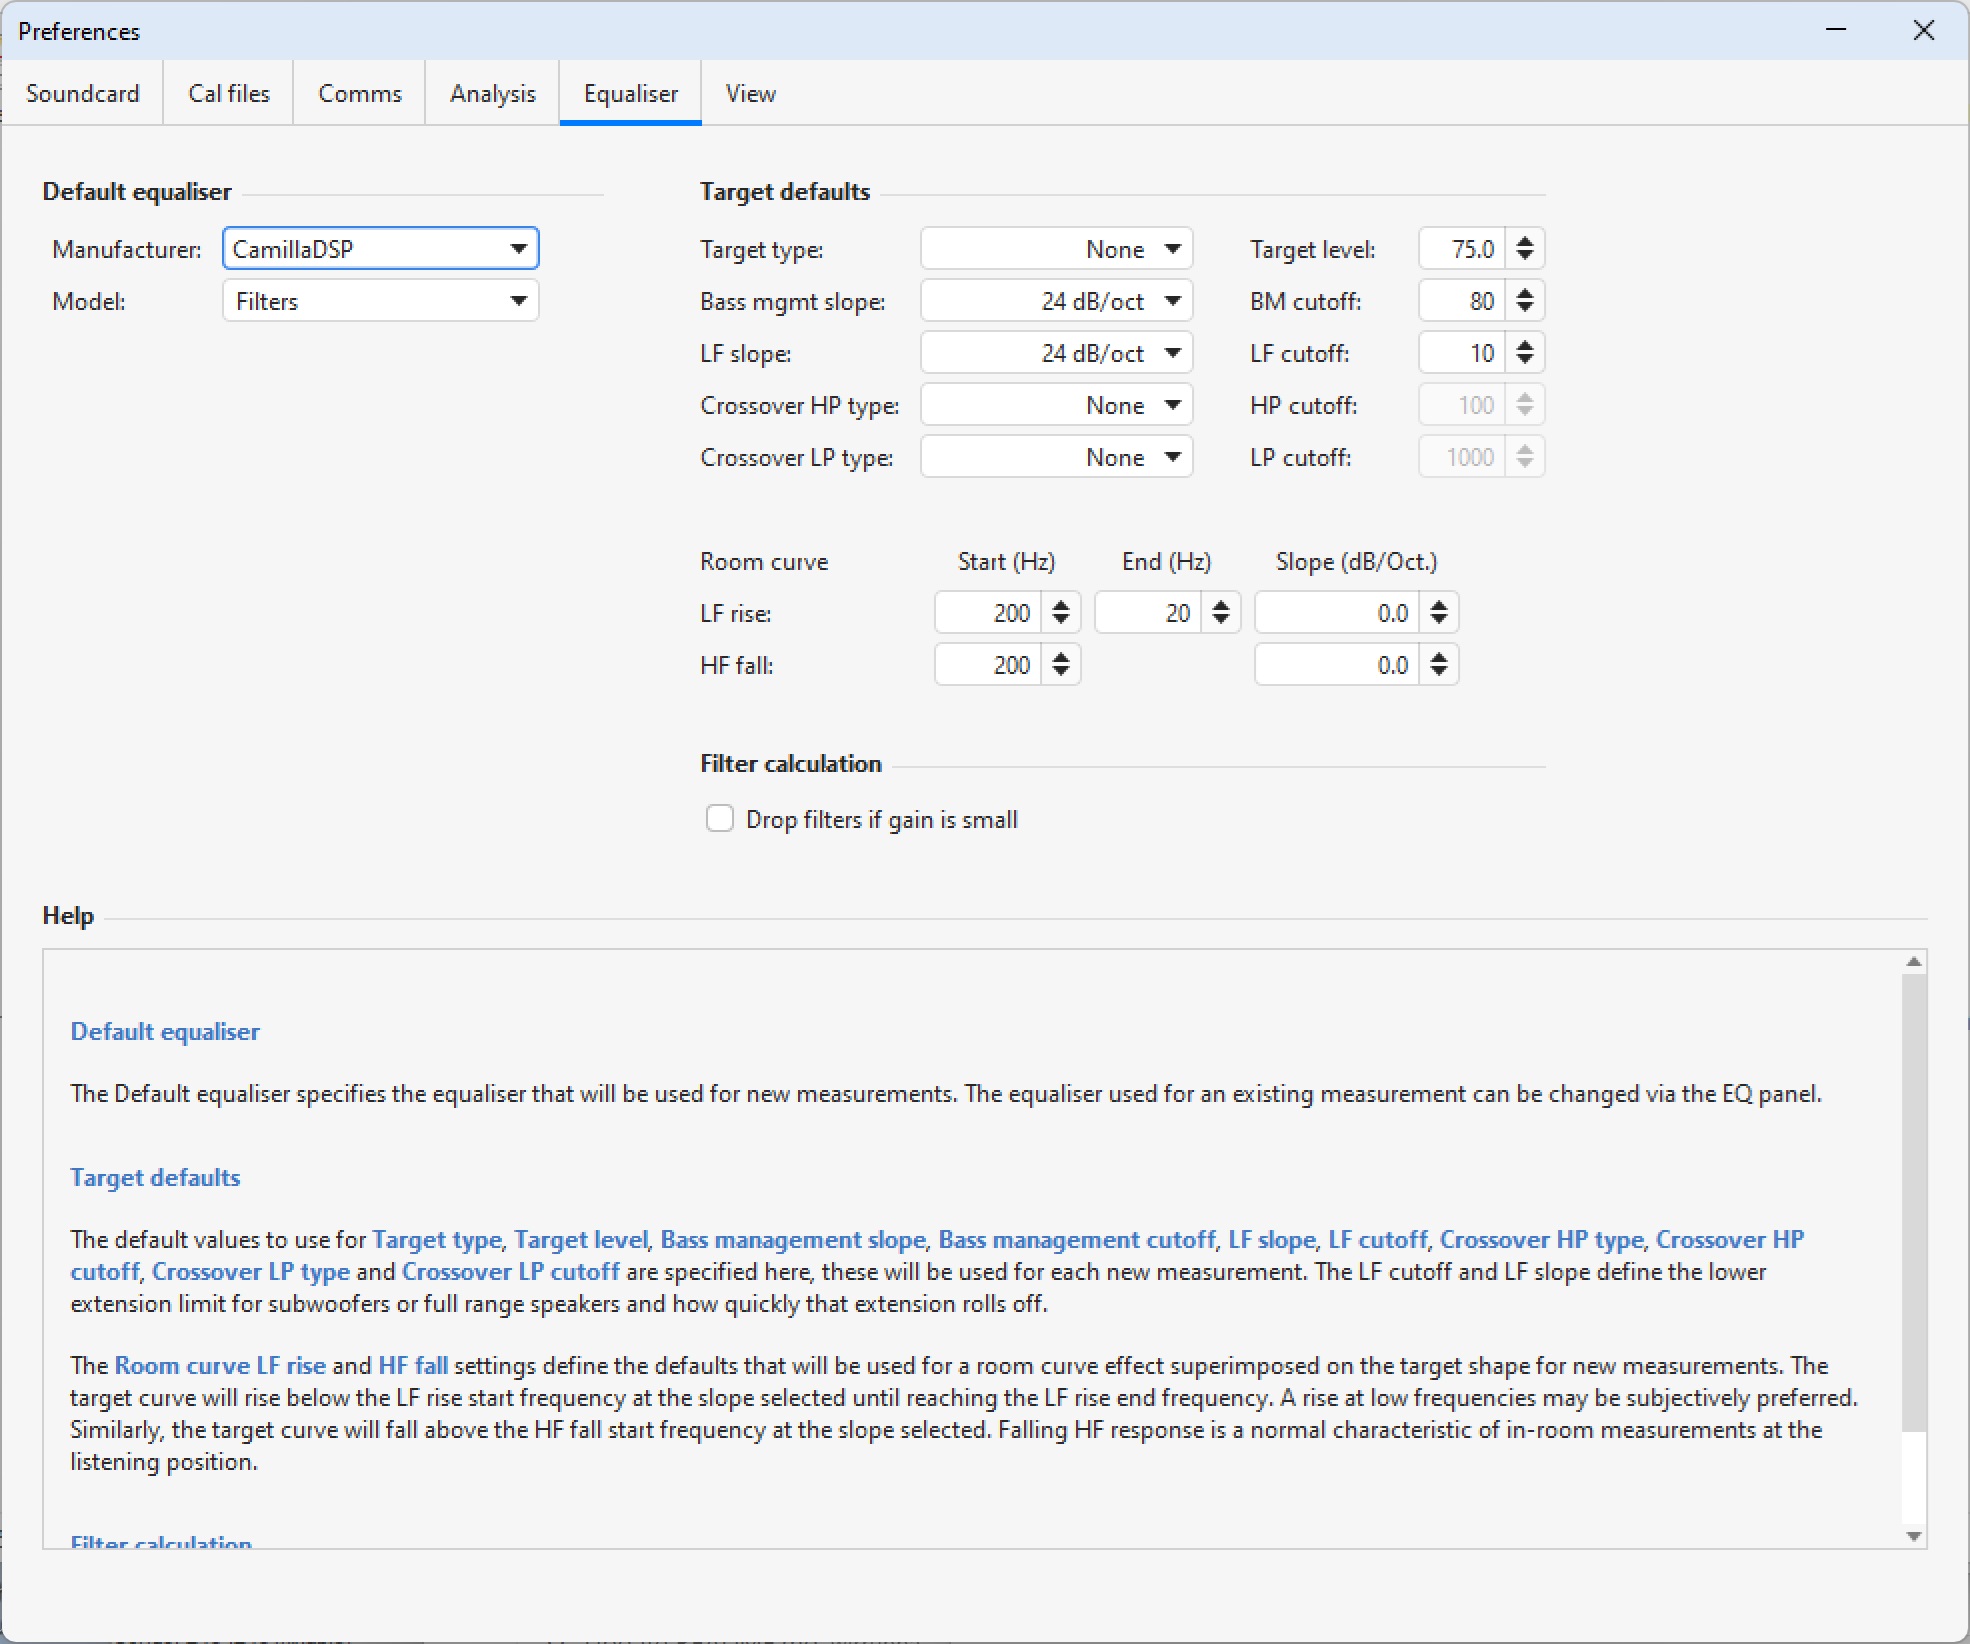 Preferences
Soundcard Cal files Comms Analysis Equaliser View
Default equaliser
Manufacturer: CamillaDSP
Model: Filters
Target defaults
Target type: None Target level: 75.0
Bass mgmt slope: 24 dB/oct BM cutoff: 80
LF slope: 24 dB/oct LF cutoff: 10
Crossover HP type: None HP cutoff: 100
Crossover LP type: None LP cutoff: 1000
Room curve Start (Hz) End (Hz) Slope (dB/Oct.)
LF rise: 200 20 0.0
HF fall: 200 0.0
Filter calculation
Drop filters if gain is small
Help
Default equaliser
The Default equaliser specifies the equaliser that will be used for new measurements. The equaliser used for an existing measurement can be changed via the EQ panel.
Target defaults
The default values to use for Target type, Target level, Bass management slope, Bass management cutoff, LF slope, LF cutoff, Crossover HP type, Crossover HP
cutoff, Crossover LP type and Crossover LP cutoff are specified here, these will be used for each new measurement. The LF cutoff and LF slope define the lower
extension limit for subwoofers or full range speakers and how quickly that extension rolls off.
The Room curve LF rise and HF fall settings define the defaults that will be used for a room curve effect superimposed on the target shape for new measurements. The
target curve will rise below the LF rise start frequency at the slope selected until reaching the LF rise end frequency. A rise at low frequencies may be subjectively preferred.
Similarly, the target curve will fall above the HF fall start frequency at the slope selected. Falling HF response is a normal characteristic of in-room measurements at the
listening position.
Filter calculation